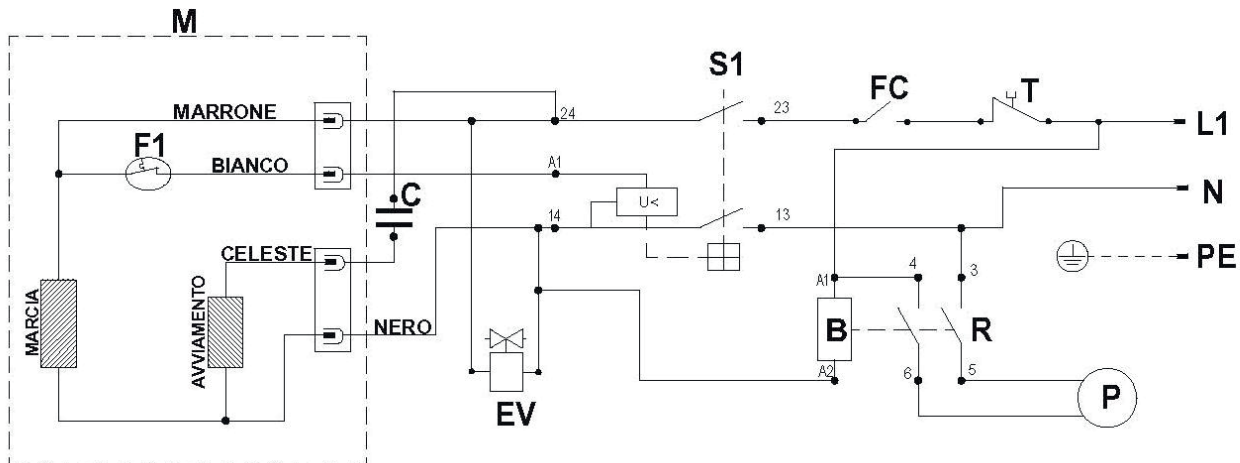 M
S1
MARRONE
24
23
FC
T
L1
F1
BIANCO
A1
C
U<
N
14
13
CELESTE
PE
4
3
A1
MARCIA
AVVIAMENTO
NERO
B
R
A2
6
5
EV
P